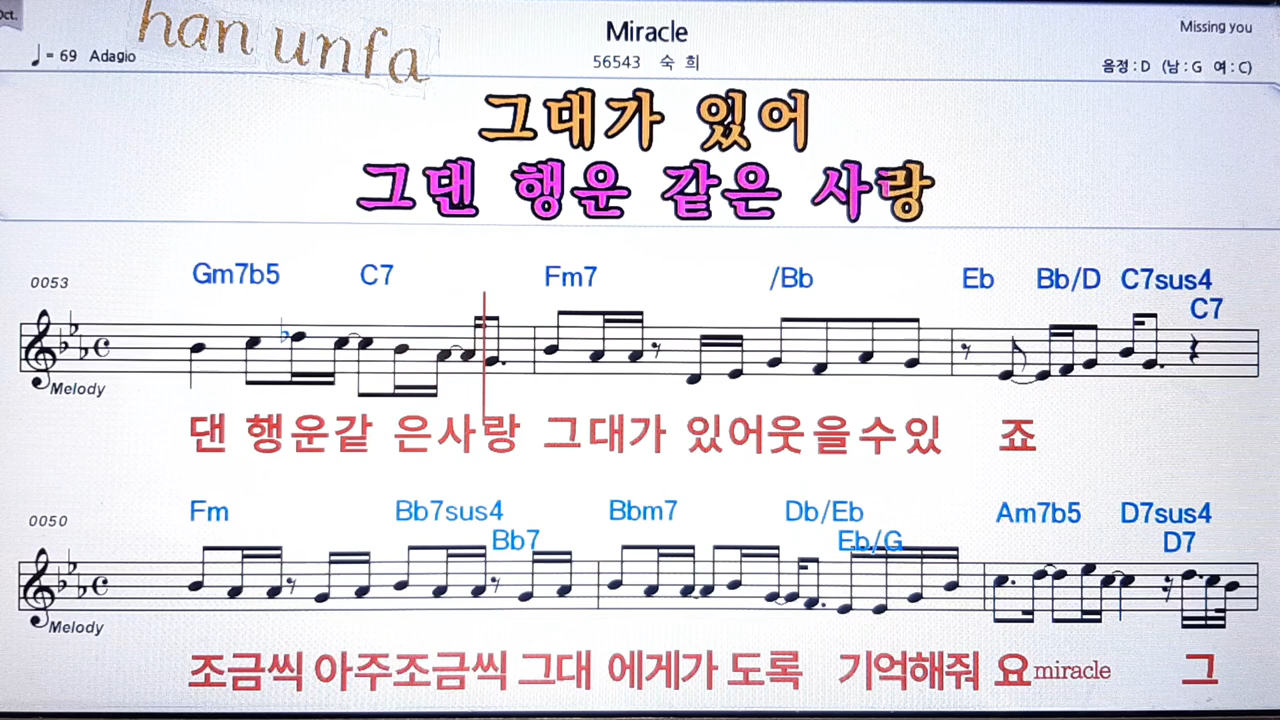 Oct.
han unfa
Miracle
Missing you
♩= 69 Adagio
56543 숙 희
음정 : D (남 : G 여 : C)
그대가 있어
그댄 행운 같은 사랑
0053
Gm7b5 C7 Fm7 /Bb Eb Bb/D C7sus4
C7
Melody
댄 행운같 은사랑 그대가 있어웃을수있 죠
0050
Fm Bb7sus4 Bbm7 Db/Eb Am7b5 D7sus4
Bb7 Eb/G D7
Melody
조금씩 아주조금씩 그대 에게가 도록 기억해줘 요miracle 그